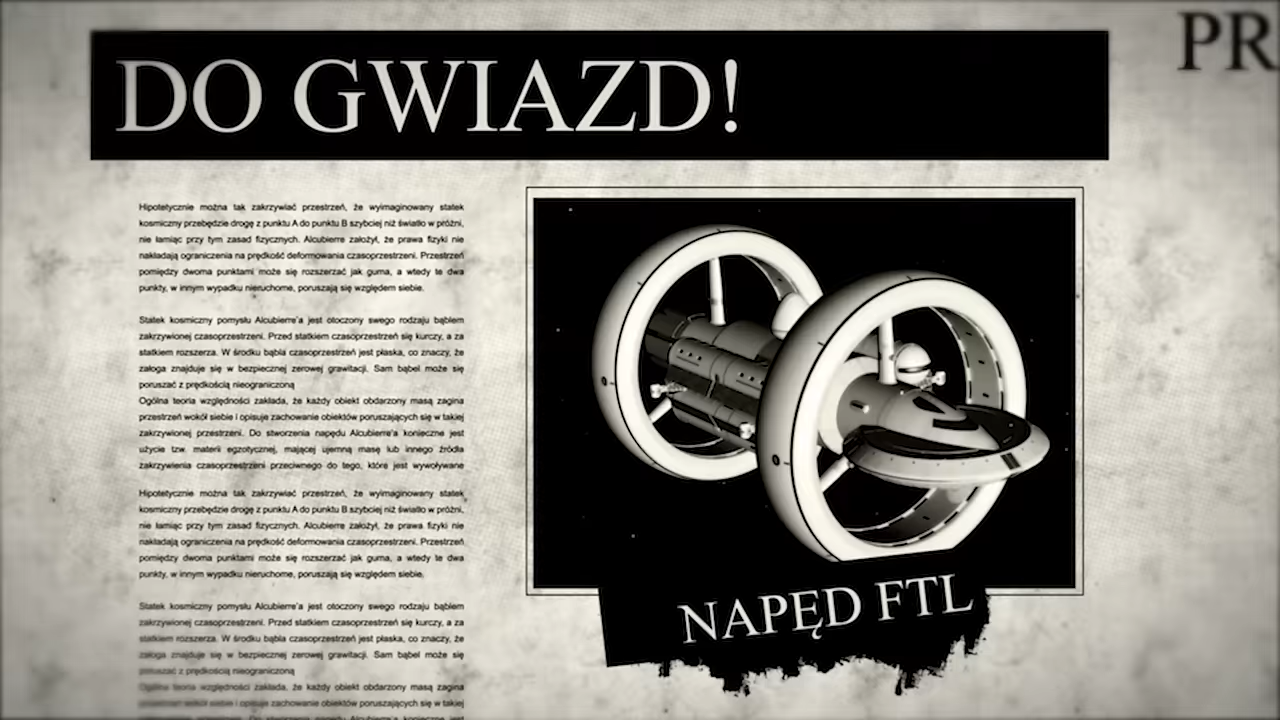 DO GWIAZD!
PR
Hipotetycznie można tak zakrzywiać przestrzeń, że wyimaginowany statek
kosmiczny przebędzie drogę z punktu A do punktu B szybciej niż światło w próżni,
nie łamiąc przy tym zasad fizycznych. Alcubierre założył, że prawa fizyki nie
nakładają ograniczenia na prędkość deformowania czasoprzestrzeni. Przestrzeń
pomiędzy dwoma punktami może się rozszerzać jak guma, a wtedy te dwa
punkty, w innym wypadku nieruchome, poruszają się względem siebie.
Statek kosmiczny pomysłu Alcubierre'a jest otoczony swego rodzaju bąblem
zakrzywionej czasoprzestrzeni. Przed statkiem czasoprzestrzeń się kurczy, a za
statkiem rozszerza. W środku bąbla czasoprzestrzeń jest płaska, co znaczy, że
załoga znajduje się w bezpiecznej zerowej grawitacji. Sam bąbel może się
poruszać z prędkością nieograniczoną
Ogólna teoria względności zakłada, że każdy obiekt obdarzony masą zagina
przestrzeń wokół siebie i opisuje zachowanie obiektów poruszających się w takiej
zakrzywionej przestrzeni. Do stworzenia napędu Alcubierre'a konieczne jest
użycie tzw. materii egzotycznej, mającej ujemną masę lub innego źródła
zakrzywienia czasoprzestrzeni przeciwnego do tego, które jest wywoływane
Hipotetycznie można tak zakrzywiać przestrzeń, że wyimaginowany statek
kosmiczny przebędzie drogę z punktu A do punktu B szybciej niż światło w próżni,
nie łamiąc przy tym zasad fizycznych. Alcubierre założył, że prawa fizyki nie
nakładają ograniczenia na prędkość deformowania czasoprzestrzeni. Przestrzeń
pomiędzy dwoma punktami może się rozszerzać jak guma, a wtedy te dwa
punkty, w innym wypadku nieruchome, poruszają się względem siebie.
Statek kosmiczny pomysłu Alcubierre'a jest otoczony swego rodzaju bąblem
zakrzywionej czasoprzestrzeni. Przed statkiem czasoprzestrzeń się kurczy, a za
statkiem rozszerza. W środku bąbla czasoprzestrzeń jest płaska, co znaczy, że
załoga znajduje się w bezpiecznej zerowej grawitacji. Sam bąbel może się
poruszać z prędkością nieograniczoną
Ogólna teoria względności zakłada, że każdy obiekt obdarzony masą zagina
przestrzeń wokół siebie i opisuje zachowanie obiektów poruszających się w takiej
NAPĘD FTL